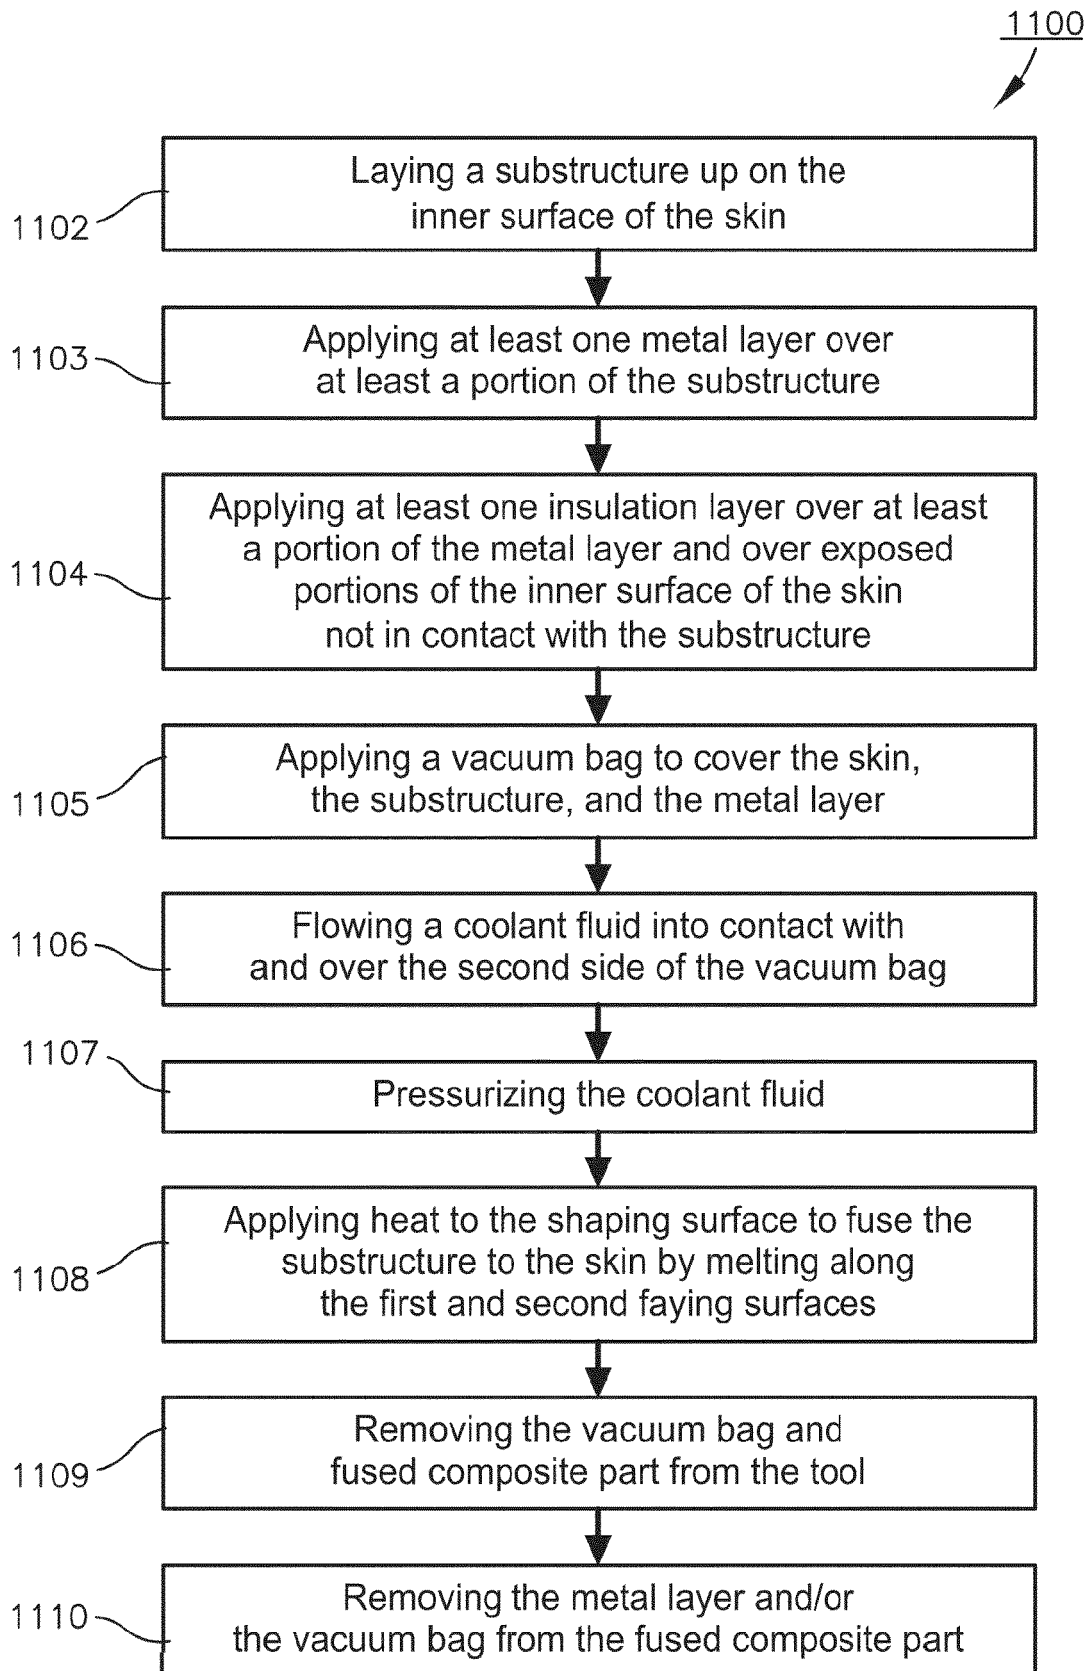 1100
1102
Laying a substructure up on the
inner surface of the skin
1103
Applying at least one metal layer over
at least a portion of the substructure
1104
Applying at least one insulation layer over at least
a portion of the metal layer and over exposed
portions of the inner surface of the skin
not in contact with the substructure
1105
Applying a vacuum bag to cover the skin,
the substructure, and the metal layer
1106
Flowing a coolant fluid into contact with
and over the second side of the vacuum bag
1107
Pressurizing the coolant fluid
1108
Applying heat to the shaping surface to fuse the
substructure to the skin by melting along
the first and second faying surfaces
1109
Removing the vacuum bag and
fused composite part from the tool
1110
Removing the metal layer and/or
the vacuum bag from the fused composite part